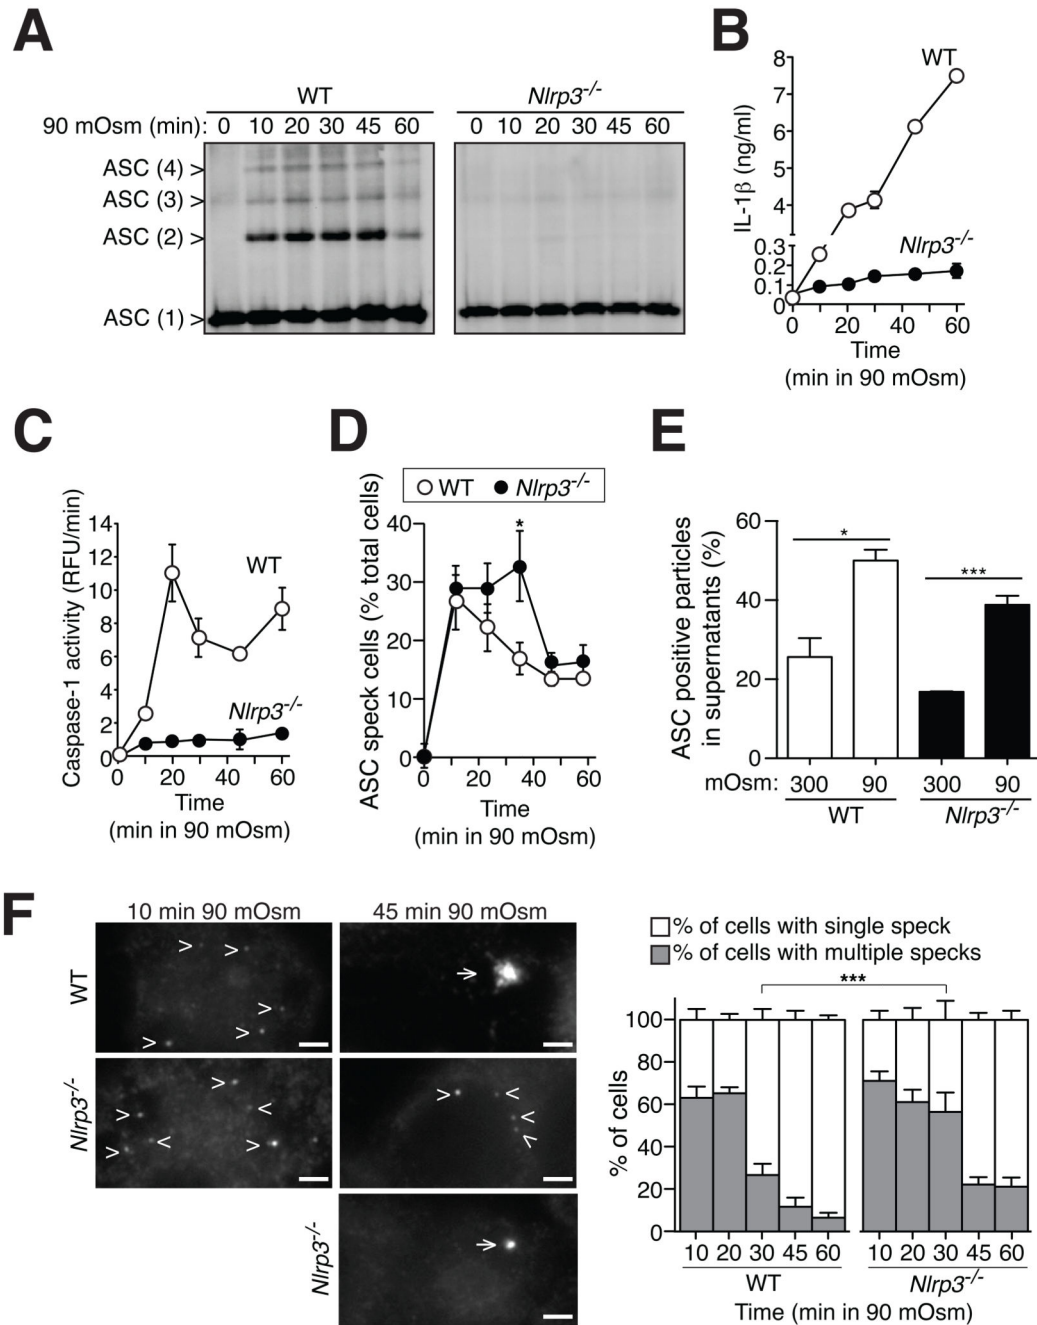 A
WT
Nlrp3-/-
90 mOsm (min): 0 10 20 30 45 60 0 10 20 30 45 60
ASC (4) >
ASC (3) >
ASC (2) >
ASC (1) >
B
IL-1β (ng/ml)
8
7
6
5
4
0.3
0.2
0.1
0
WT
Nlrp3-/-
0 20 40 60
Time
(min in 90 mOsm)
C
Caspase-1 activity (RFU/min)
14
12
10
8
6
4
2
0
WT
Nlrp3-/-
0 20 40 60
Time
(min in 90 mOsm)
D
WT Nlrp3-/-
ASC speck cells (% total cells)
40
30
20
10
0
*
0 20 40 60
Time
(min in 90 mOsm)
E
ASC positive particles
in supernatants (%)
60
40
20
0
*
***
mOsm: 300 90 300 90
WT Nlrp3-/-
F
10 min 90 mOsm 45 min 90 mOsm
WT
Nlrp3-/-
Nlrp3-/-
% of cells with single speck
% of cells with multiple specks
***
% of cells
100
80
60
40
20
0
10 20 30 45 60 10 20 30 45 60
WT Nlrp3-/-
Time (min in 90 mOsm)